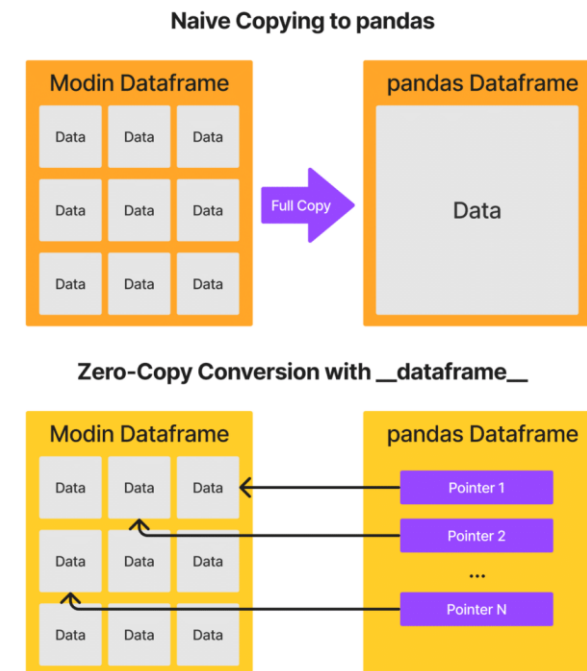 Naive Copying to pandas
Modin Dataframe
pandas Dataframe
Data Data Data
Data Data Data
Data Data Data
Full Copy
Data
Zero-Copy Conversion with __dataframe__
Modin Dataframe
pandas Dataframe
Data Data Data
Data Data Data
Data Data Data
Pointer 1
Pointer 2
...
Pointer N